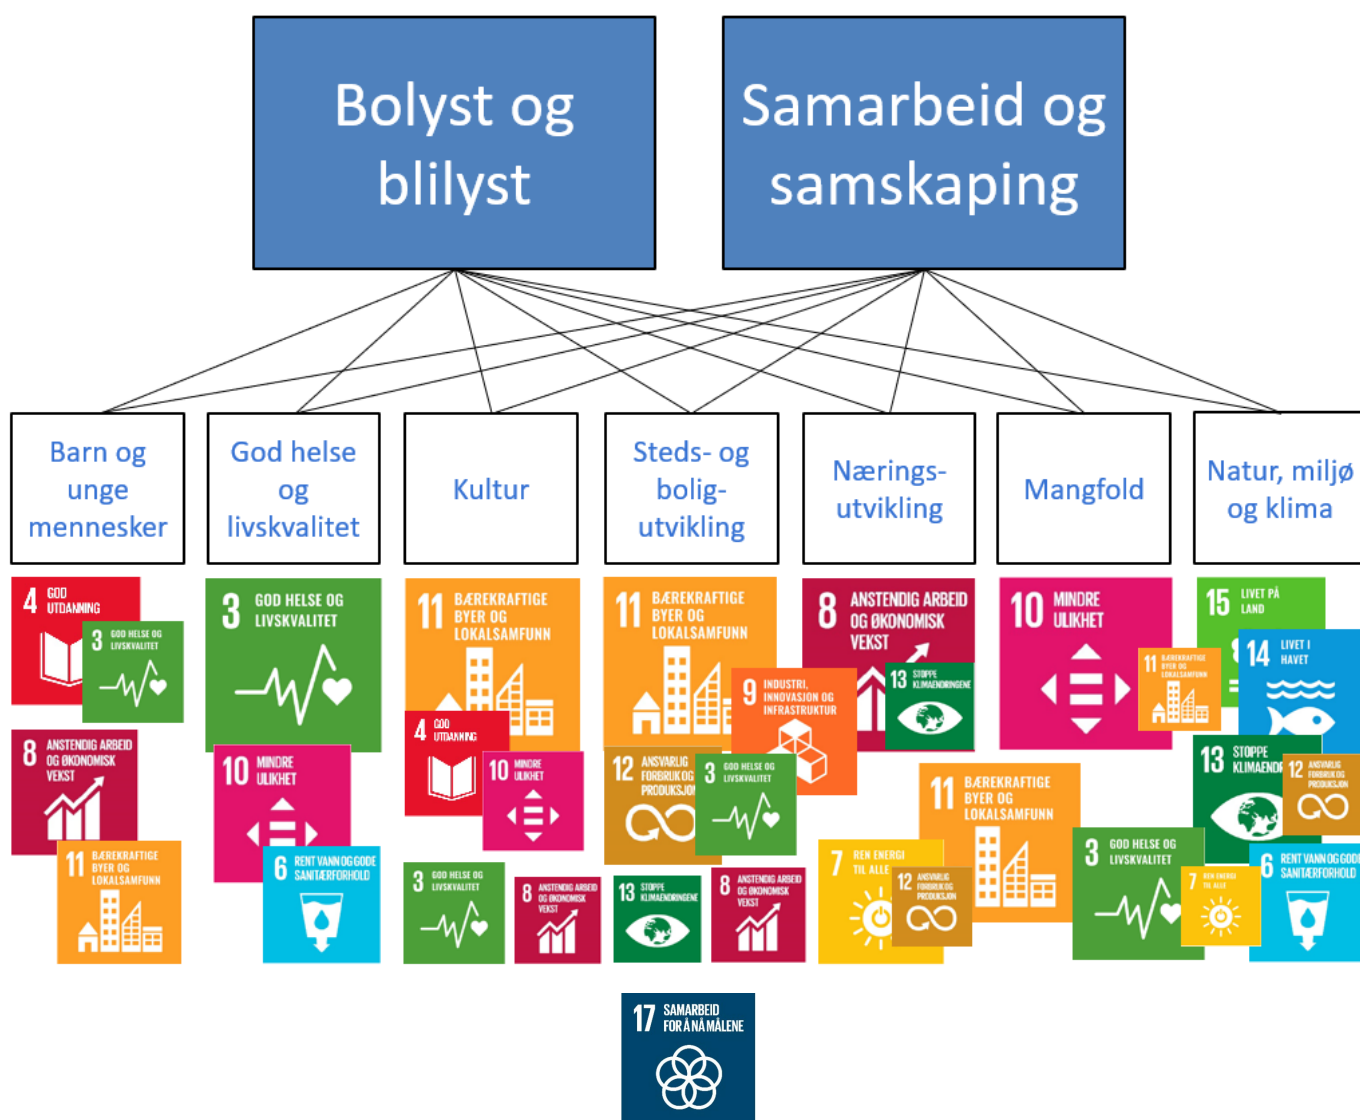 Bolyst og
blilyst
Samarbeid og
samskaping
Barn og
unge
mennesker
God helse
og
livskvalitet
Kultur
Steds- og
bolig-
utvikling
Nærings-
utvikling
Mangfold
Natur, miljø
og klima
4 GOD
UTDANNING
3 GOD HELSE OG
LIVSKVALITET
8 ANSTENDIG ARBEID
OG ØKONOMISK
VEKST
11 BÆREKRAFTIGE
BYER OG
LOKALSAMFUNN
3 GOD HELSE OG
LIVSKVALITET
10 MINDRE
ULIKHET
6 RENT VANN OG GODE
SANITÆRFORHOLD
11 BÆREKRAFTIGE
BYER OG
LOKALSAMFUNN
4 GOD
UTDANNING
10 MINDRE
ULIKHET
3 GOD HELSE OG
LIVSKVALITET
8 ANSTENDIG ARBEID
OG ØKONOMISK
VEKST
11 BÆREKRAFTIGE
BYER OG
LOKALSAMFUNN
9 INDUSTRI,
INNOVASJON OG
INFRASTRUKTUR
12 ANSVARLIG
FORBRUK OG
PRODUKSJON
3 GOD HELSE OG
LIVSKVALITET
13 STOPPE
KLIMAENDRINGENE
8 ANSTENDIG ARBEID
OG ØKONOMISK
VEKST
8 ANSTENDIG ARBEID
OG ØKONOMISK
VEKST
13 STOPPE
KLIMAENDRINGENE
11 BÆREKRAFTIGE
BYER OG
LOKALSAMFUNN
7 REN ENERGI
TIL ALLE
12 ANSVARLIG
FORBRUK OG
PRODUKSJON
10 MINDRE
ULIKHET
11 BÆREKRAFTIGE
BYER OG
LOKALSAMFUNN
3 GOD HELSE OG
LIVSKVALITET
15 LIVET PÅ
LAND
14 LIVET I
HAVET
13 STOPPE
KLIMAENDR
12 ANSVARLIG
FORBRUK OG
PRODUKSJON
7 REN ENERGI
TIL ALLE
6 RENT VANN OG GODE
SANITÆRFORHOLD
17 SAMARBEID
FOR Å NÅ MÅLENE